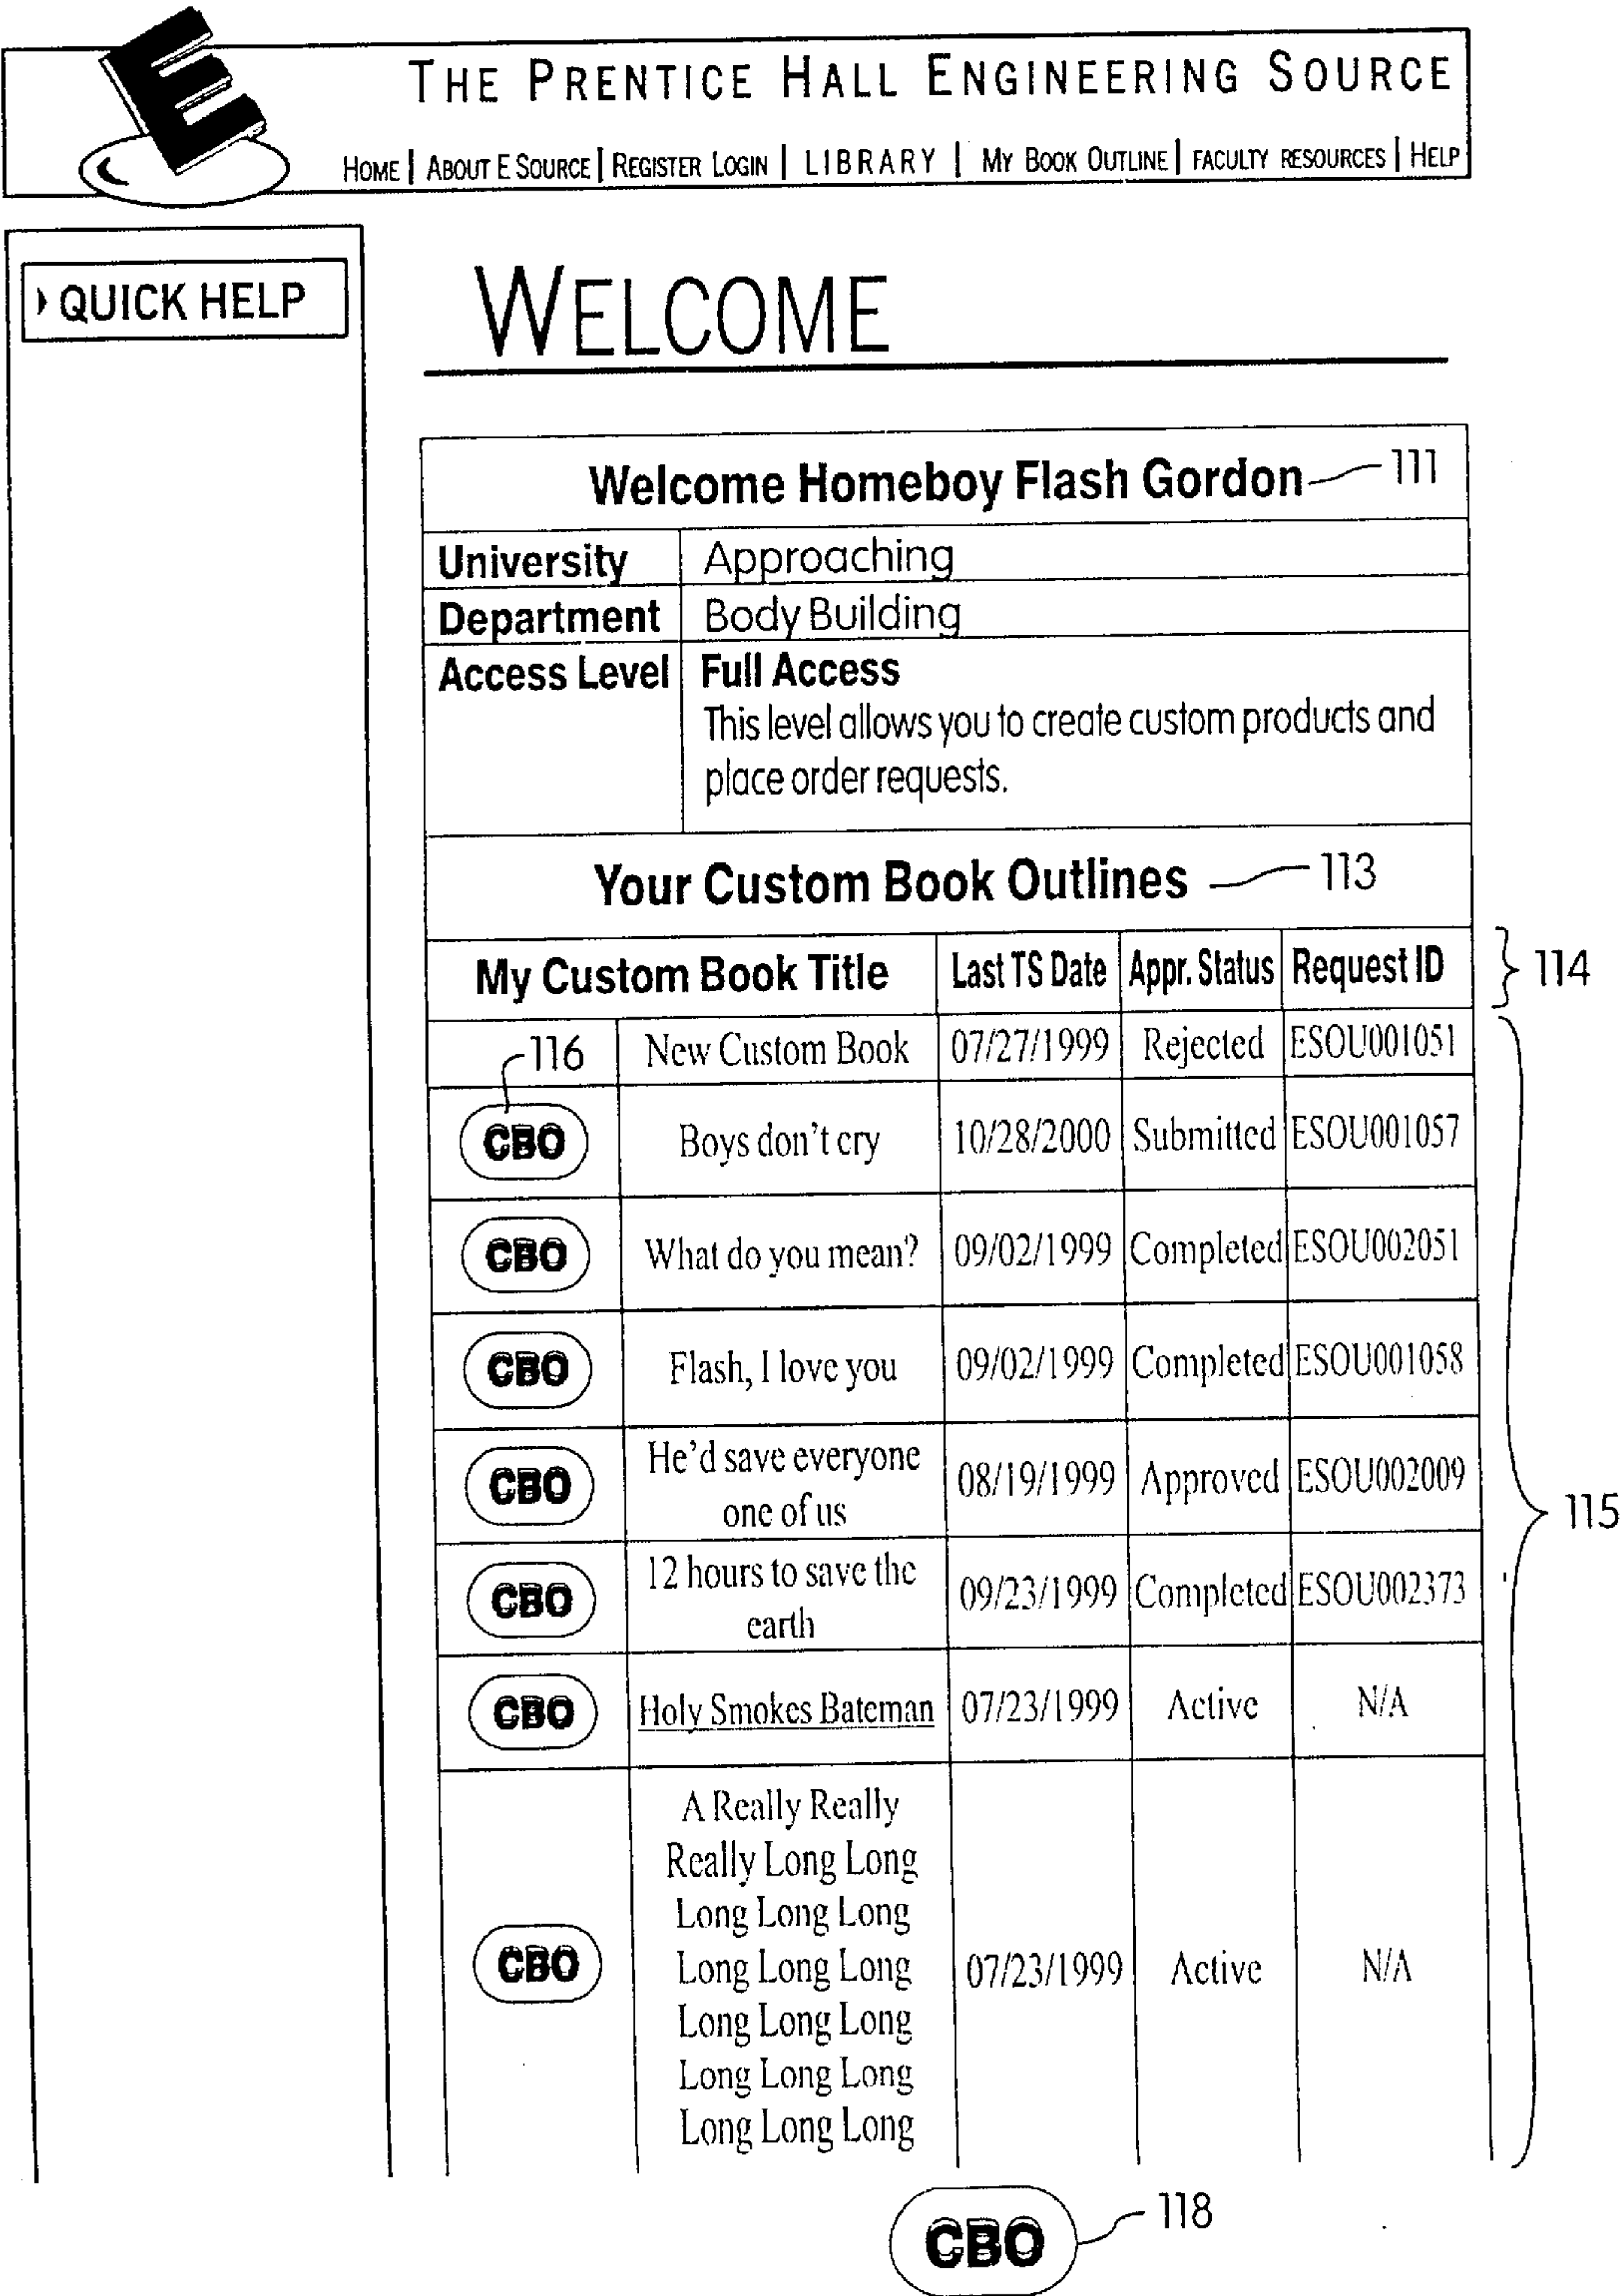 E
THE PRENTICE HALL ENGINEERING SOURCE
HOME | ABOUT E SOURCE | REGISTER LOGIN | LIBRARY | MY BOOK OUTLINE | FACULTY RESOURCES | HELP
QUICK HELP
WELCOME
Welcome Homeboy Flash Gordon 111
University Approaching
Department Body Building
Access Level Full Access
This level allows you to create custom products and
place order requests.
Your Custom Book Outlines 113
My Custom Book Title Last TS Date Appr. Status Request ID 114
116 New Custom Book 07/27/1999 Rejected ESOU001051
CBO Boys don't cry 10/28/2000 Submitted ESOU001057
CBO What do you mean? 09/02/1999 Completed ESOU002051
CBO Flash, I love you 09/02/1999 Completed ESOU001058
CBO He'd save everyone
one of us 08/19/1999 Approved ESOU002009
115
CBO 12 hours to save the
earth 09/23/1999 Completed ESOU002373
CBO Holy Smokes Bateman 07/23/1999 Active N/A
A Really Really
Really Long Long
Long Long Long
CBO Long Long Long 07/23/1999 Active N/A
Long Long Long
Long Long Long
Long Long Long
CBO 118